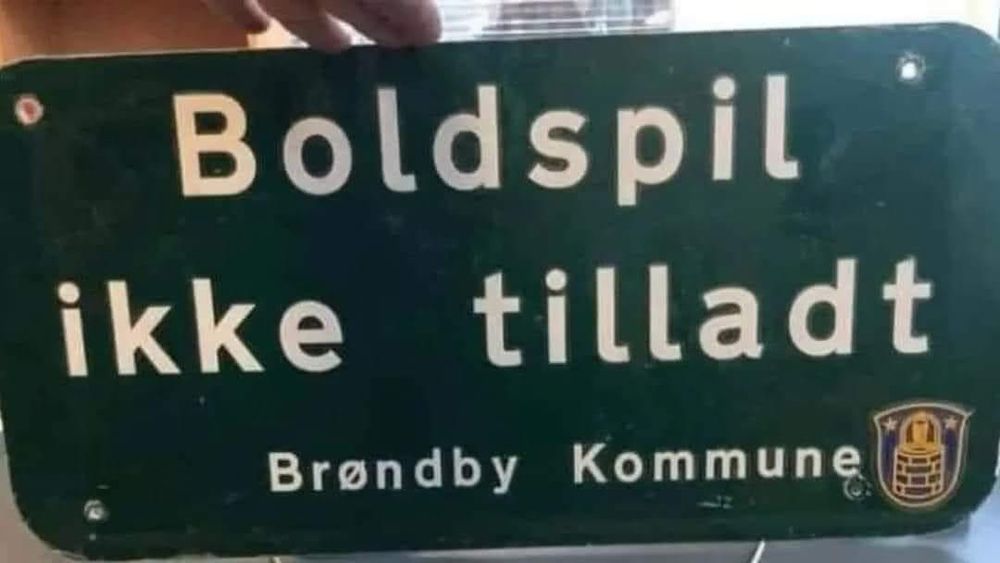 Boldspil
ikke tilladt
Brøndby Kommune